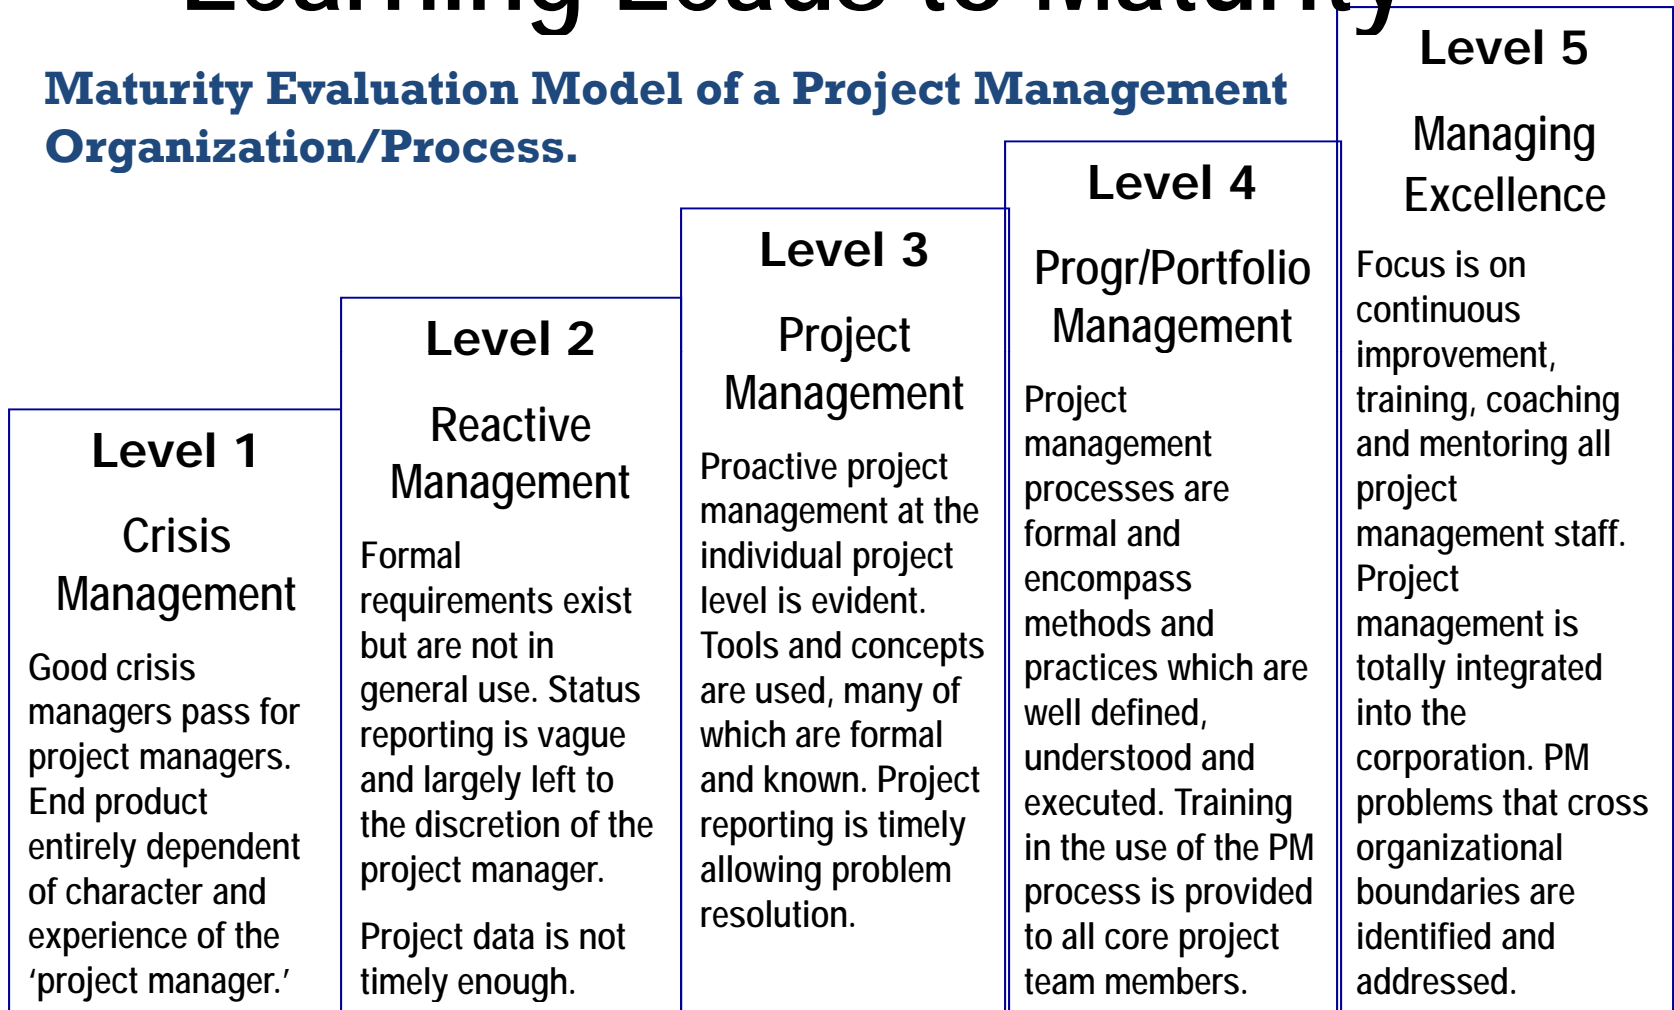 Learning Leads to Maturity
Maturity Evaluation Model of a Project Management
Organization/Process.
Level 1
Crisis
Management
Good crisis
managers pass for
project managers.
End product
entirely dependent
of character and
experience of the
‘project manager.’
Level 2
Reactive
Management
Formal
requirements exist
but are not in
general use. Status
reporting is vague
and largely left to
the discretion of the
project manager.
Project data is not
timely enough.
Level 3
Project
Management
Proactive project
management at the
individual project
level is evident.
Tools and concepts
are used, many of
which are formal
and known. Project
reporting is timely
allowing problem
resolution.
Level 4
Progr/Portfolio
Management
Project
management
processes are
formal and
encompass
methods and
practices which are
well defined,
understood and
executed. Training
in the use of the PM
process is provided
to all core project
team members.
Level 5
Managing
Excellence
Focus is on
continuous
improvement,
training, coaching
and mentoring all
project
management staff.
Project
management is
totally integrated
into the
corporation. PM
problems that cross
organizational
boundaries are
identified and
addressed.